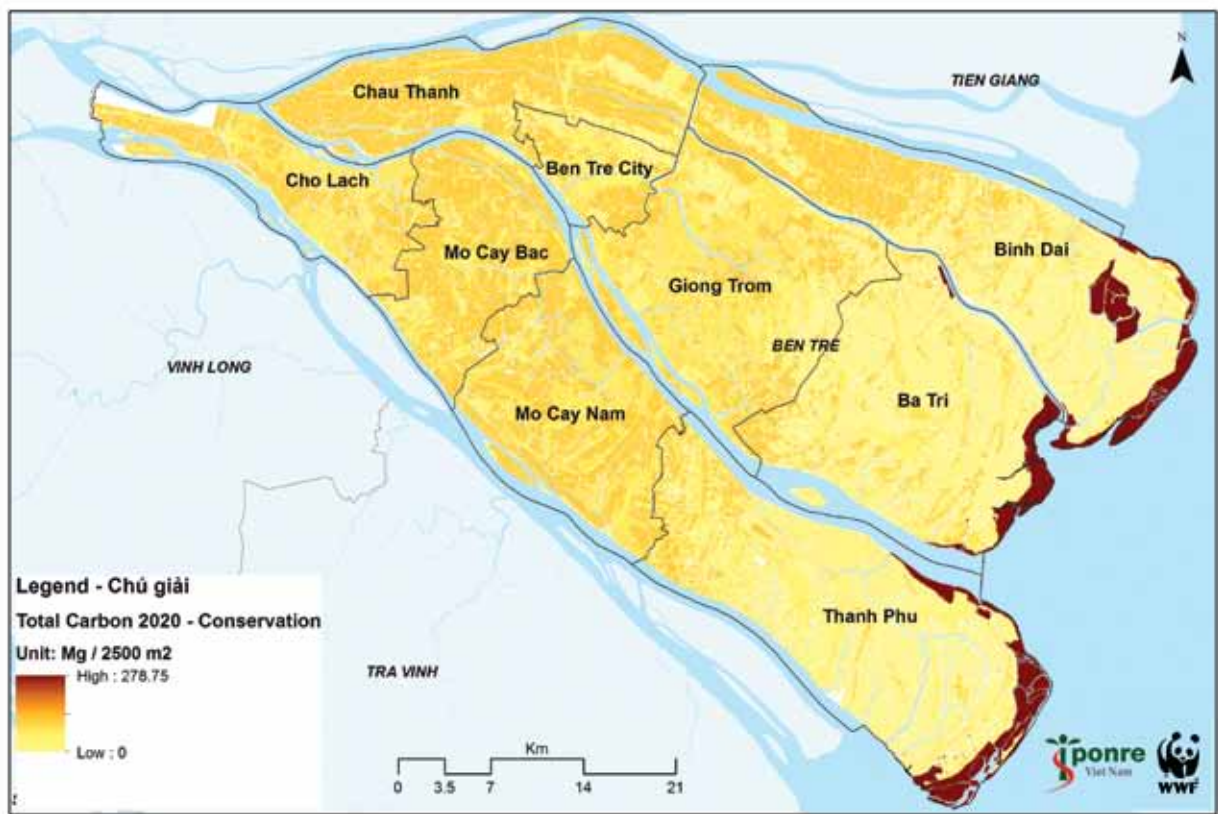 N
TIEN GIANG
Chau Thanh
Ben Tre City
Cho Lach
Mo Cay Bac
Binh Dai
Giong Trom
BEN TRE
VINH LONG
Ba Tri
Mo Cay Nam
Thanh Phu
TRA VINH
Legend - Chú giải
Total Carbon 2020 - Conservation
Unit: Mg / 2500 m2
High : 278.75
Low : 0
Km
0 3.5 7 14 21
iponre
Viet Nam
WWF